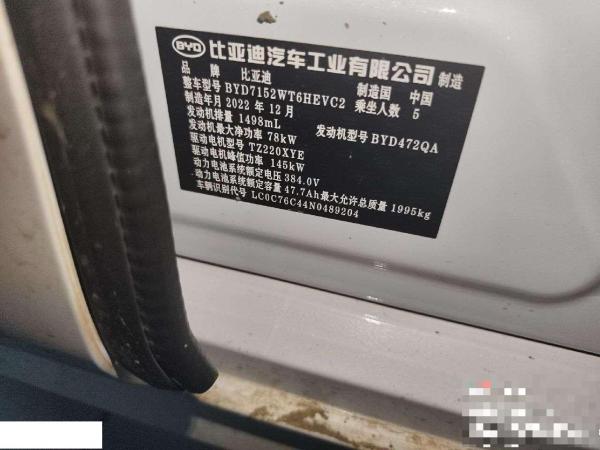 BYD 比亚迪汽车工业有限公司 制造
品牌 比亚迪 制造国 中国
整车型号 BYD7152WT6HEVC2 乘坐人数 5
制造年月 2022 年 12 月
发动机排量 1498mL 发动机型号 BYD472QA
发动机最大净功率 78kW
驱动电机型号 TZ220XYE
驱动电机峰值功率 145kW
动力电池系统额定电压 384.0V
动力电池系统额定容量 47.7Ah 最大允许总质量 1995kg
车辆识别代号 LC0C76C44N0489204